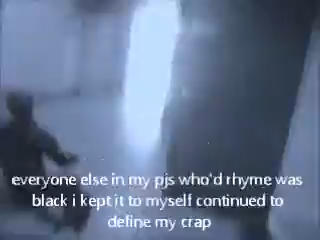 everyone else in my pjs who'd rhyme was
black i kept it to myself continued to
define my crap